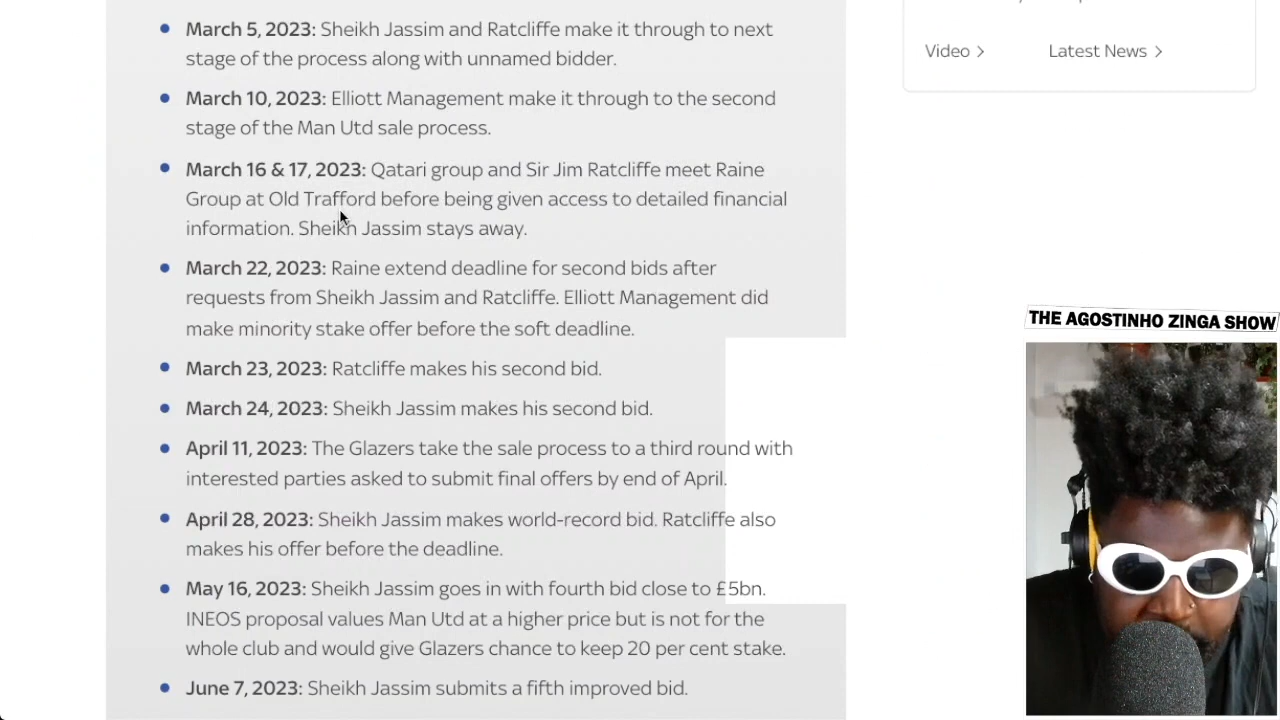 March 5, 2023: Sheikh Jassim and Ratcliffe make it through to next
stage of the process along with unnamed bidder.
March 10, 2023: Elliott Management make it through to the second
stage of the Man Utd sale process.
March 16 & 17, 2023: Qatari group and Sir Jim Ratcliffe meet Raine
Group at Old Trafford before being given access to detailed financial
information. Sheikh Jassim stays away.
March 22, 2023: Raine extend deadline for second bids after
requests from Sheikh Jassim and Ratcliffe. Elliott Management did
make minority stake offer before the soft deadline.
March 23, 2023: Ratcliffe makes his second bid.
March 24, 2023: Sheikh Jassim makes his second bid.
April 11, 2023: The Glazers take the sale process to a third round with
interested parties asked to submit final offers by end of April.
April 28, 2023: Sheikh Jassim makes world-record bid. Ratcliffe also
makes his offer before the deadline.
May 16, 2023: Sheikh Jassim goes in with fourth bid close to £5bn.
INEOS proposal values Man Utd at a higher price but is not for the
whole club and would give Glazers chance to keep 20 per cent stake.
June 7, 2023: Sheikh Jassim submits a fifth improved bid.
Video
Latest News
THE AGOSTINHO ZINGA SHOW